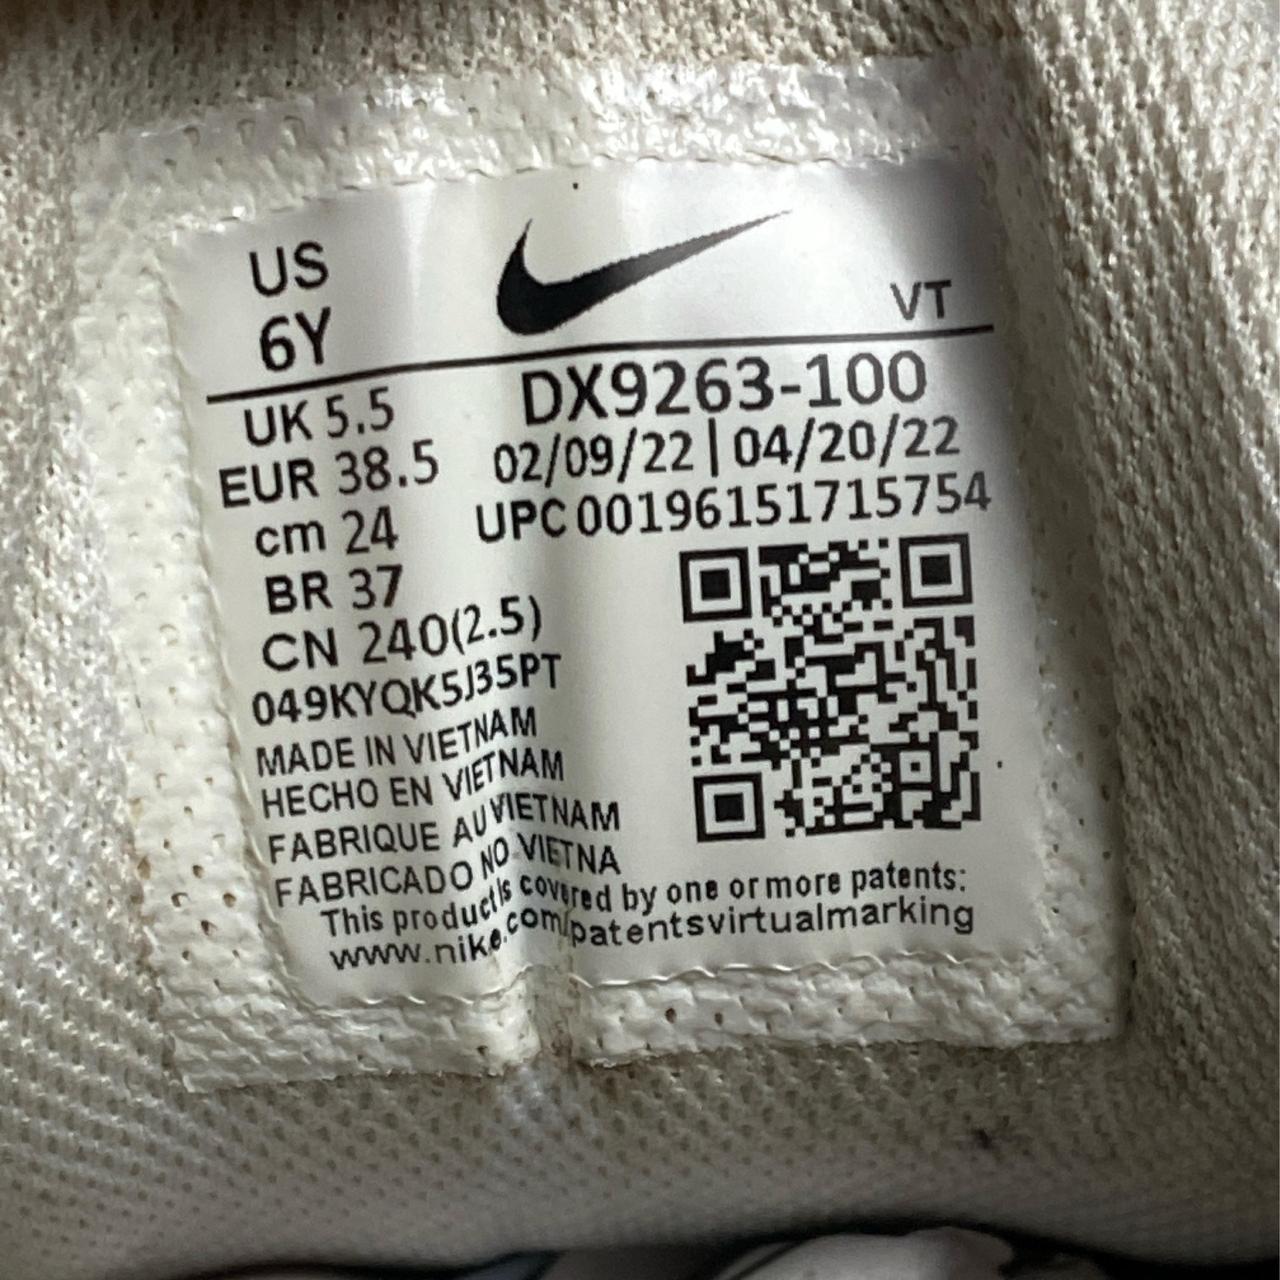 US
6Y
VT
UK 5.5
EUR 38.5
cm 24
BR 37
CN 240(2.5)
DX9263-100
02/09/22 | 04/20/22
UPC 00196151715754
049KYQK5J35PT
MADE IN VIETNAM
HECHO EN VIETNAM
FABRIQUE AU VIETNAM
FABRICADO NO VIETNA
This product is covered by one or more patents:
www.nike.com/patentsvirtualmarking